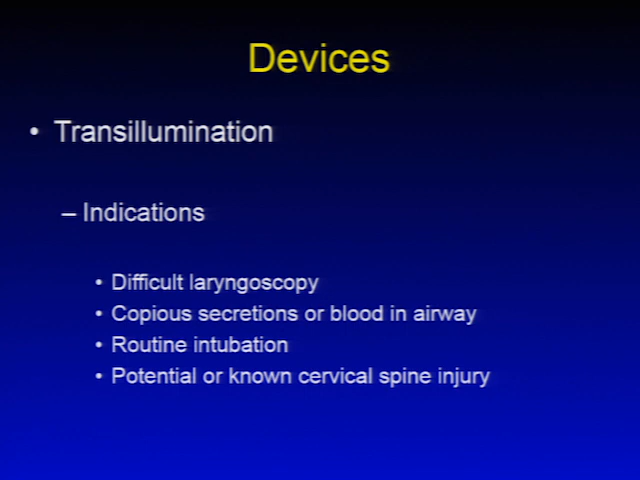 Devices
• Transillumination
– Indications
• Difficult laryngoscopy
• Copious secretions or blood in airway
• Routine intubation
• Potential or known cervical spine injury